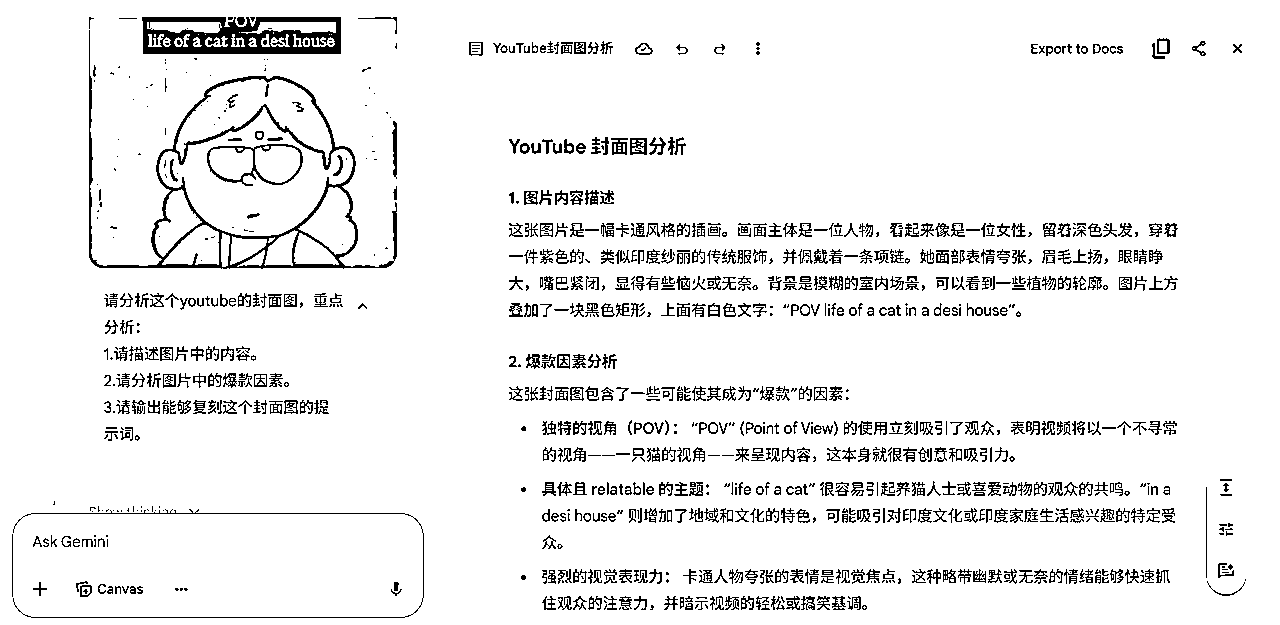 POV
life of a cat in a desi house
请分析这个youtube的封面图，重点
分析：
1.请描述图片中的内容。
2.请分析图片中的爆款因素。
3.请输出能够复刻这个封面图的提
示词。
Show thinking
Ask Gemini
Canvas
YouTube封面图分析
Export to Docs
YouTube 封面图分析
1. 图片内容描述
这张图片是一幅卡通风格的插画。画面主体是一位人物，看起来像是一位女性，留着深色头发，穿着
一件紫色的、类似印度纱丽的传统服饰，并佩戴着一条项链。她面部表情夸张，眉毛上扬，眼睛睁
大，嘴巴紧闭，显得有些恼火或无奈。背景是模糊的室内场景，可以看到一些植物的轮廓。图片上方
叠加了一块黑色矩形，上面有白色文字：“POV life of a cat in a desi house”。
2. 爆款因素分析
这张封面图包含了一些可能使其成为“爆款”的因素：
• 独特的视角（POV）： “POV” (Point of View) 的使用立刻吸引了观众，表明视频将以一个不寻常
的视角——一只猫的视角——来呈现内容，这本身就很有创意和吸引力。
• 具体且 relatable 的主题： “life of a cat” 很容易引起养猫人士或喜爱动物的观众的共鸣。“in a
desi house” 则增加了地域和文化的特色，可能吸引对印度文化或印度家庭生活感兴趣的特定受
众。
• 强烈的视觉表现力： 卡通人物夸张的表情是视觉焦点，这种略带幽默或无奈的情绪能够快速抓
住观众的注意力，并暗示视频的轻松或搞笑基调。